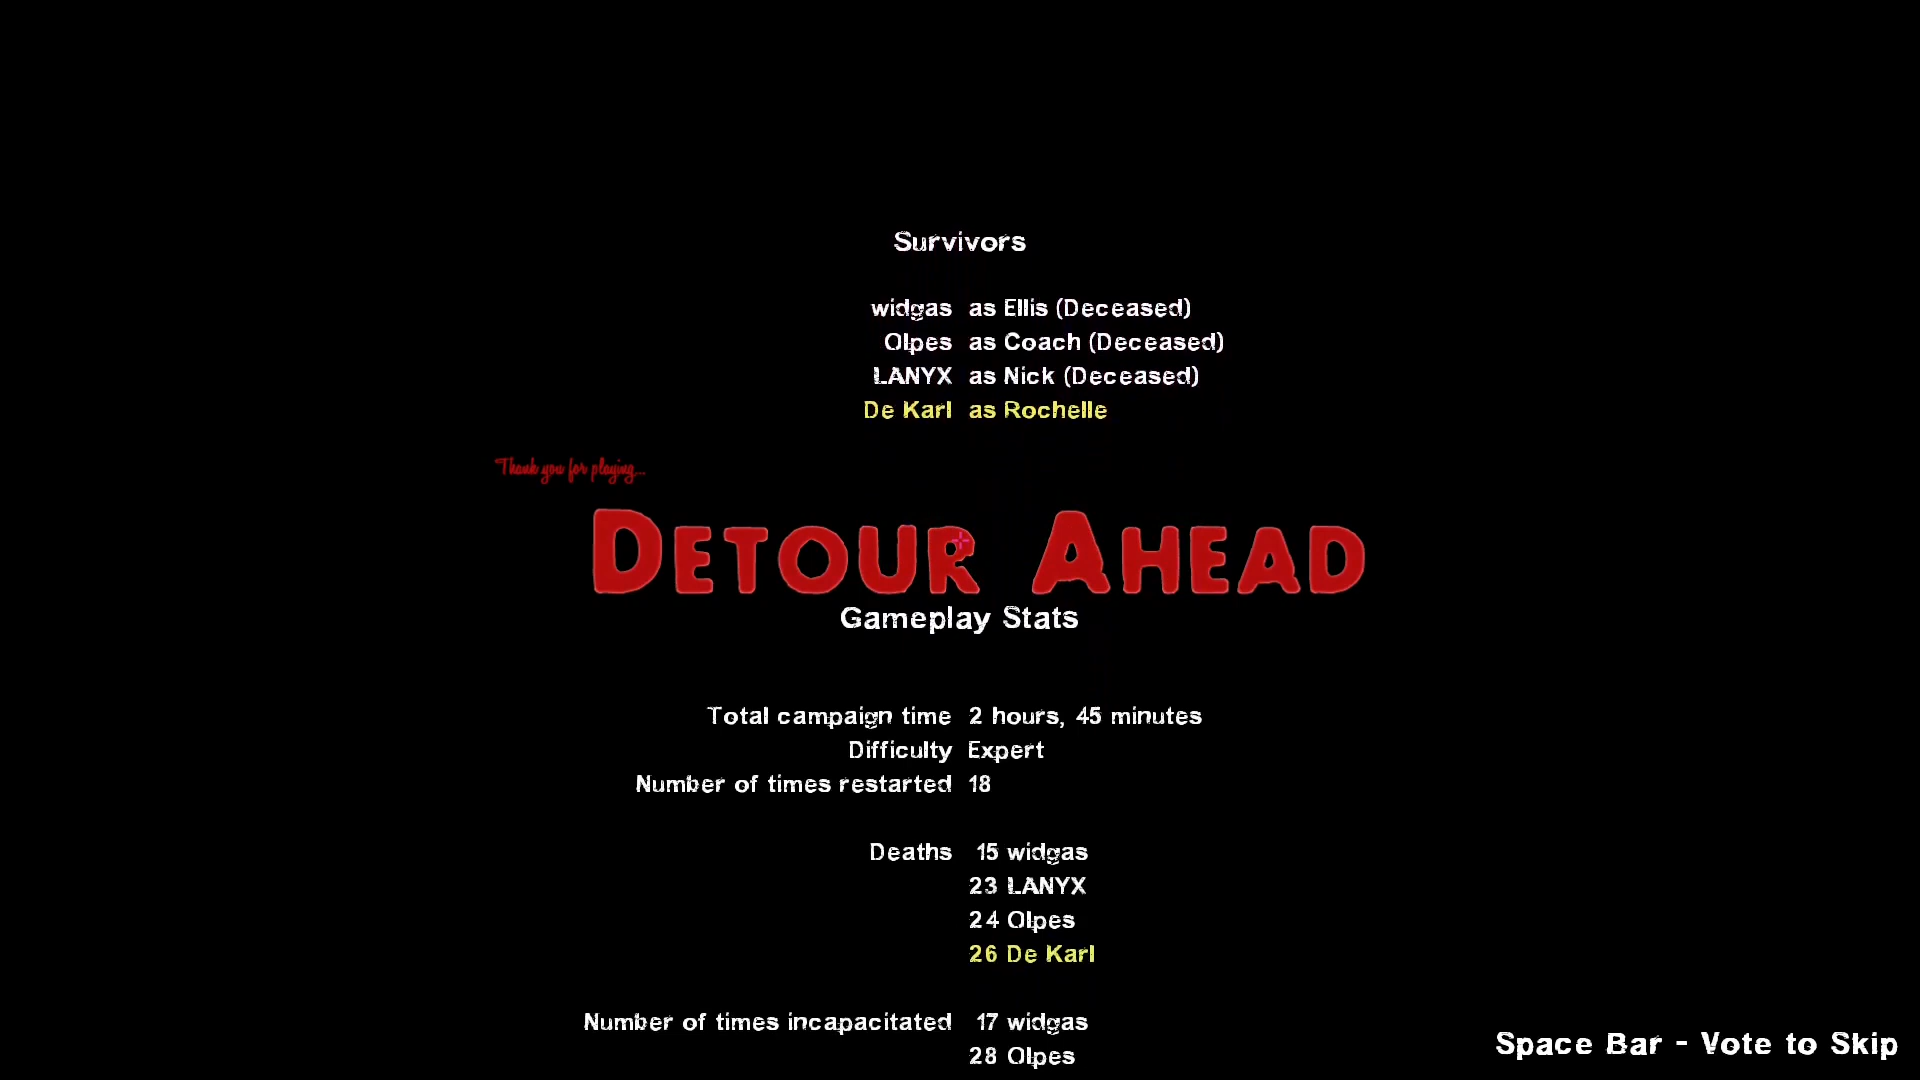 Survivors
widgas as Ellis (Deceased)
Olpes as Coach (Deceased)
LANYX as Nick (Deceased)
De Karl as Rochelle
Thank you for playing...
DETOUR AHEAD
Gameplay Stats
Total campaign time 2 hours, 45 minutes
Difficulty Expert
Number of times restarted 18
Deaths 15 widgas
23 LANYX
24 Olpes
26 De Karl
Number of times incapacitated 17 widgas
28 Olpes
Space Bar - Vote to Skip